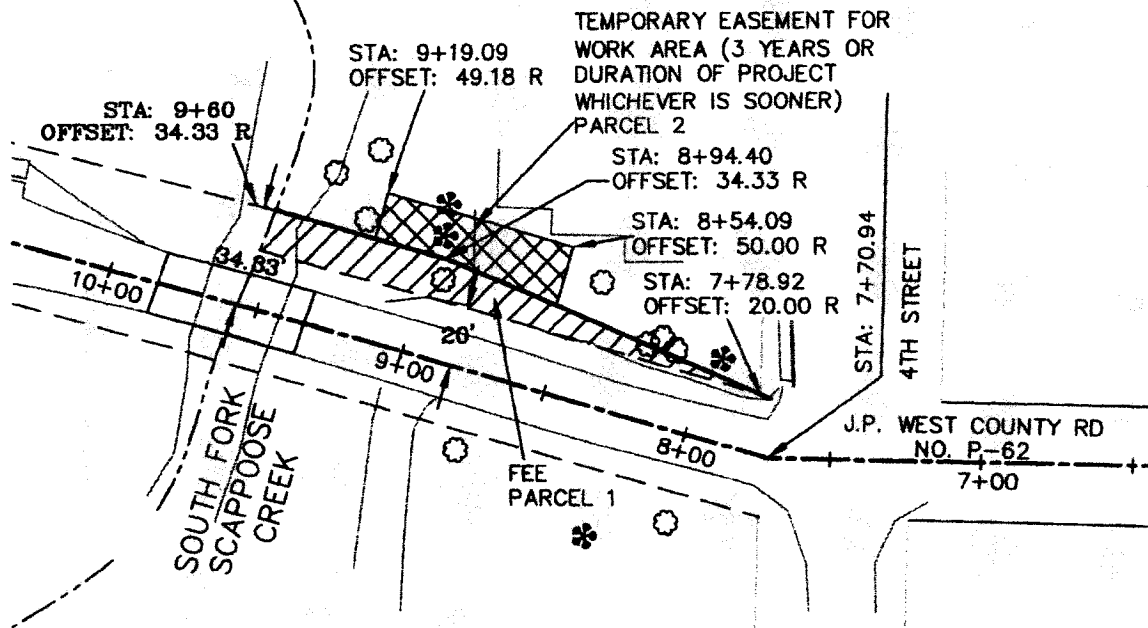 TEMPORARY EASEMENT FOR
WORK AREA (3 YEARS OR
DURATION OF PROJECT
WHICHEVER IS SOONER)
PARCEL 2
STA: 9+19.09
OFFSET: 49.18 R
STA: 9+60
OFFSET: 34.33 R
STA: 8+94.40
OFFSET: 34.33 R
STA: 8+54.09
OFFSET: 50.00 R
STA: 7+78.92
OFFSET: 20.00 R
STA: 7+70.94
4TH STREET
34.33'
10+00
20'
9+00
8+00
J.P. WEST COUNTY RD
NO. P-62
7+00
FEE
PARCEL 1
SOUTH FORK
SCAPPOOSE
CREEK